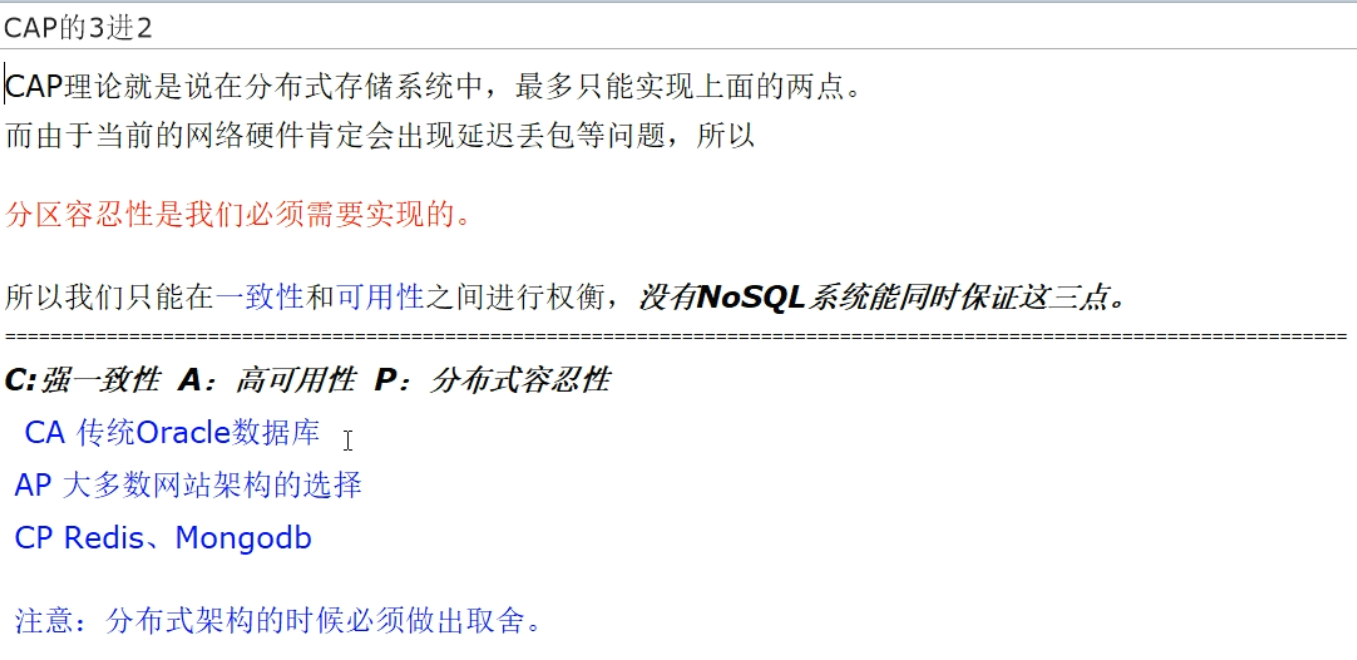 CAP的3进2
CAP理论就是说在分布式存储系统中，最多只能实现上面的两点。
而由于当前的网络硬件肯定会出现延迟丢包等问题，所以
分区容忍性是我们必须需要实现的。
所以我们只能在一致性和可用性之间进行权衡，没有NoSQL系统能同时保证这三点。
=======================================================================================================================
C:强一致性 A：高可用性 P：分布式容忍性
CA 传统Oracle数据库
AP 大多数网站架构的选择
CP Redis、Mongodb
注意：分布式架构的时候必须做出取舍。